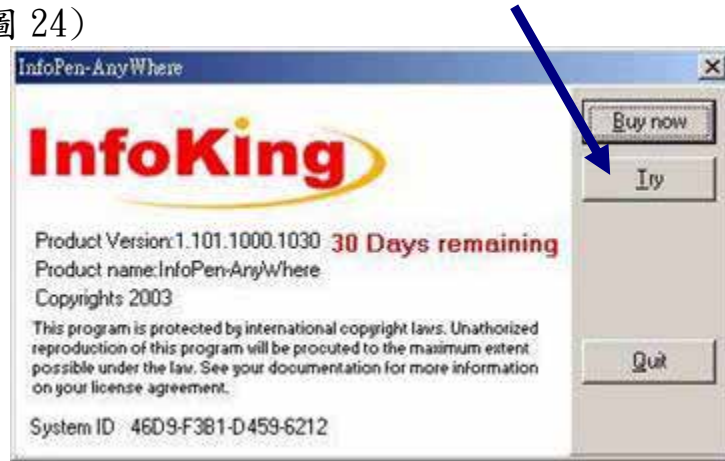 圖 24)
InfoPen-AnyWhere
Buy now
InfoKing
Try
Product Version:1.101.1000.1030 30 Days remaining
Product name:InfoPen-AnyWhere
Copyrights 2003
This program is protected by international copyright laws. Unathorized
reproduction of this program will be procuted to the maximum extent
possible under the law. See your documentation for more information
on your license agreement.
Quit
System ID 46D9-F3B1-D459-6212